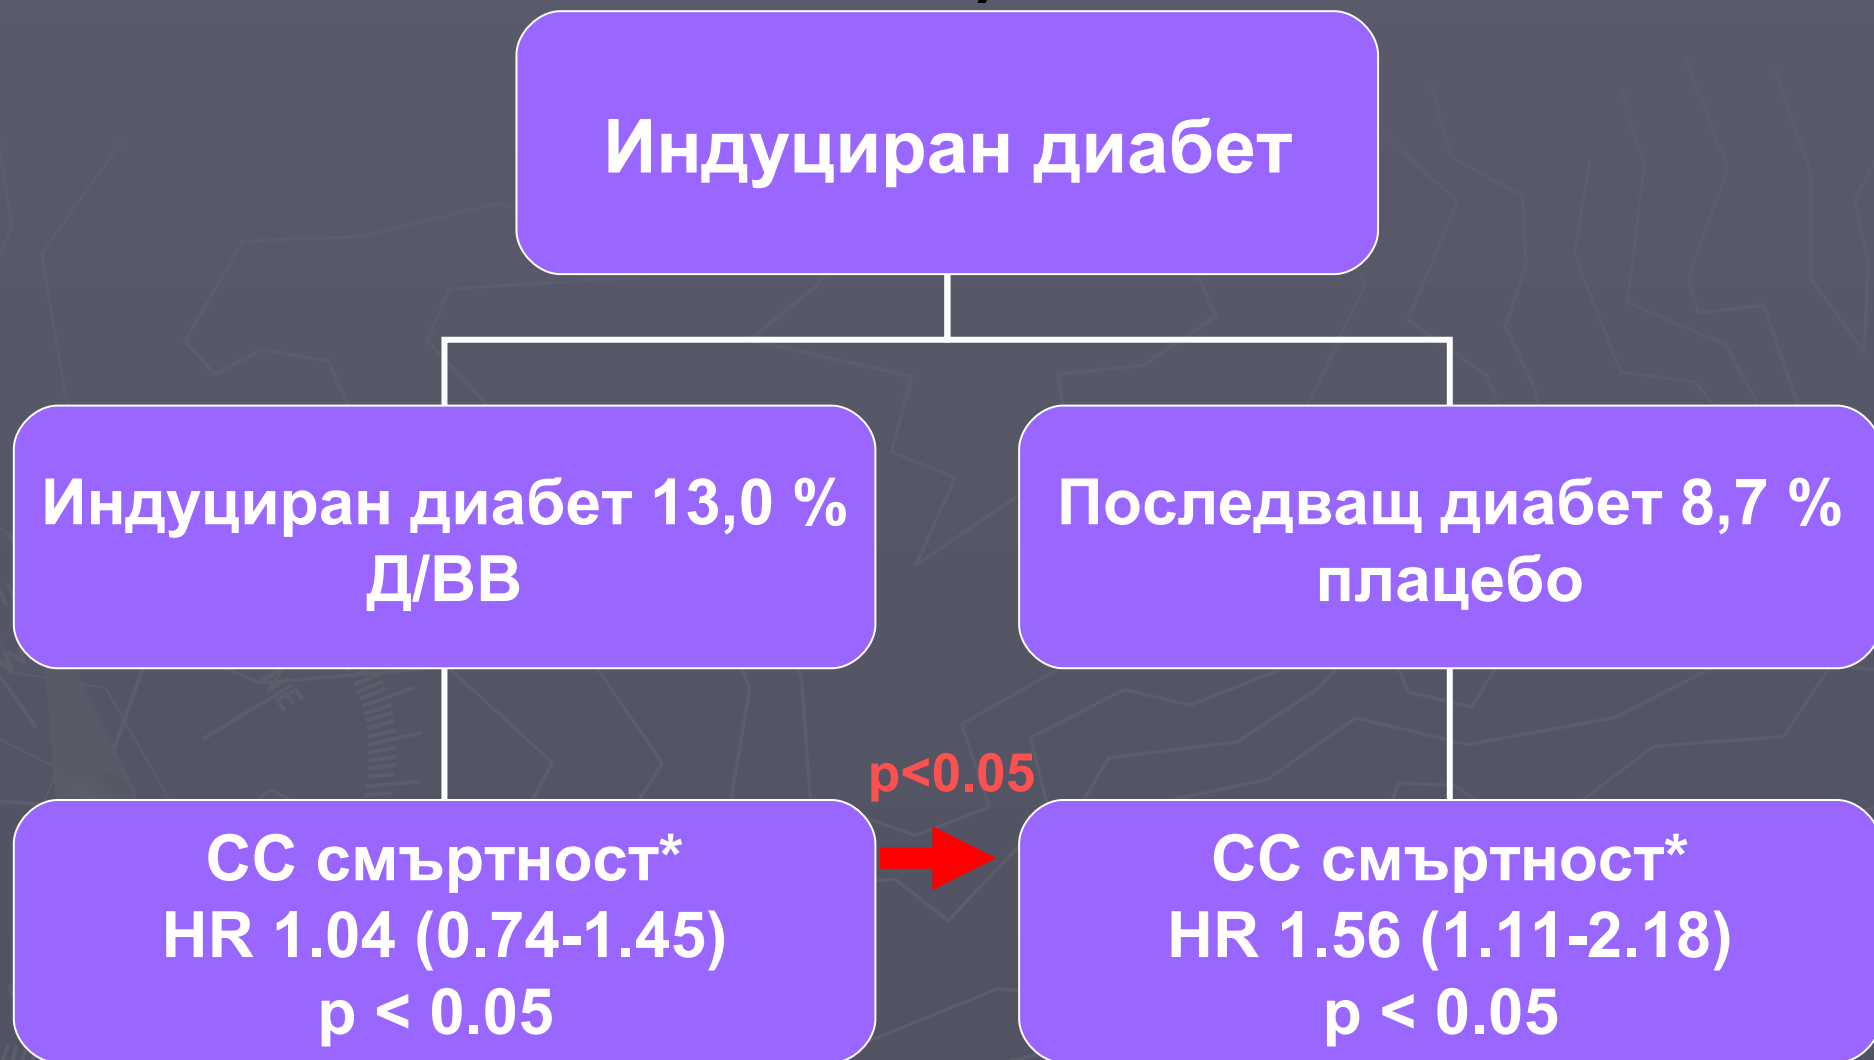 Индуциран диабет
Индуциран диабет 13,0 %
Д/ВВ
Последващ диабет 8,7 %
плацебо
p<0.05
СС смъртност*
HR 1.04 (0.74-1.45)
p < 0.05
СС смъртност*
HR 1.56 (1.11-2.18)
p < 0.05